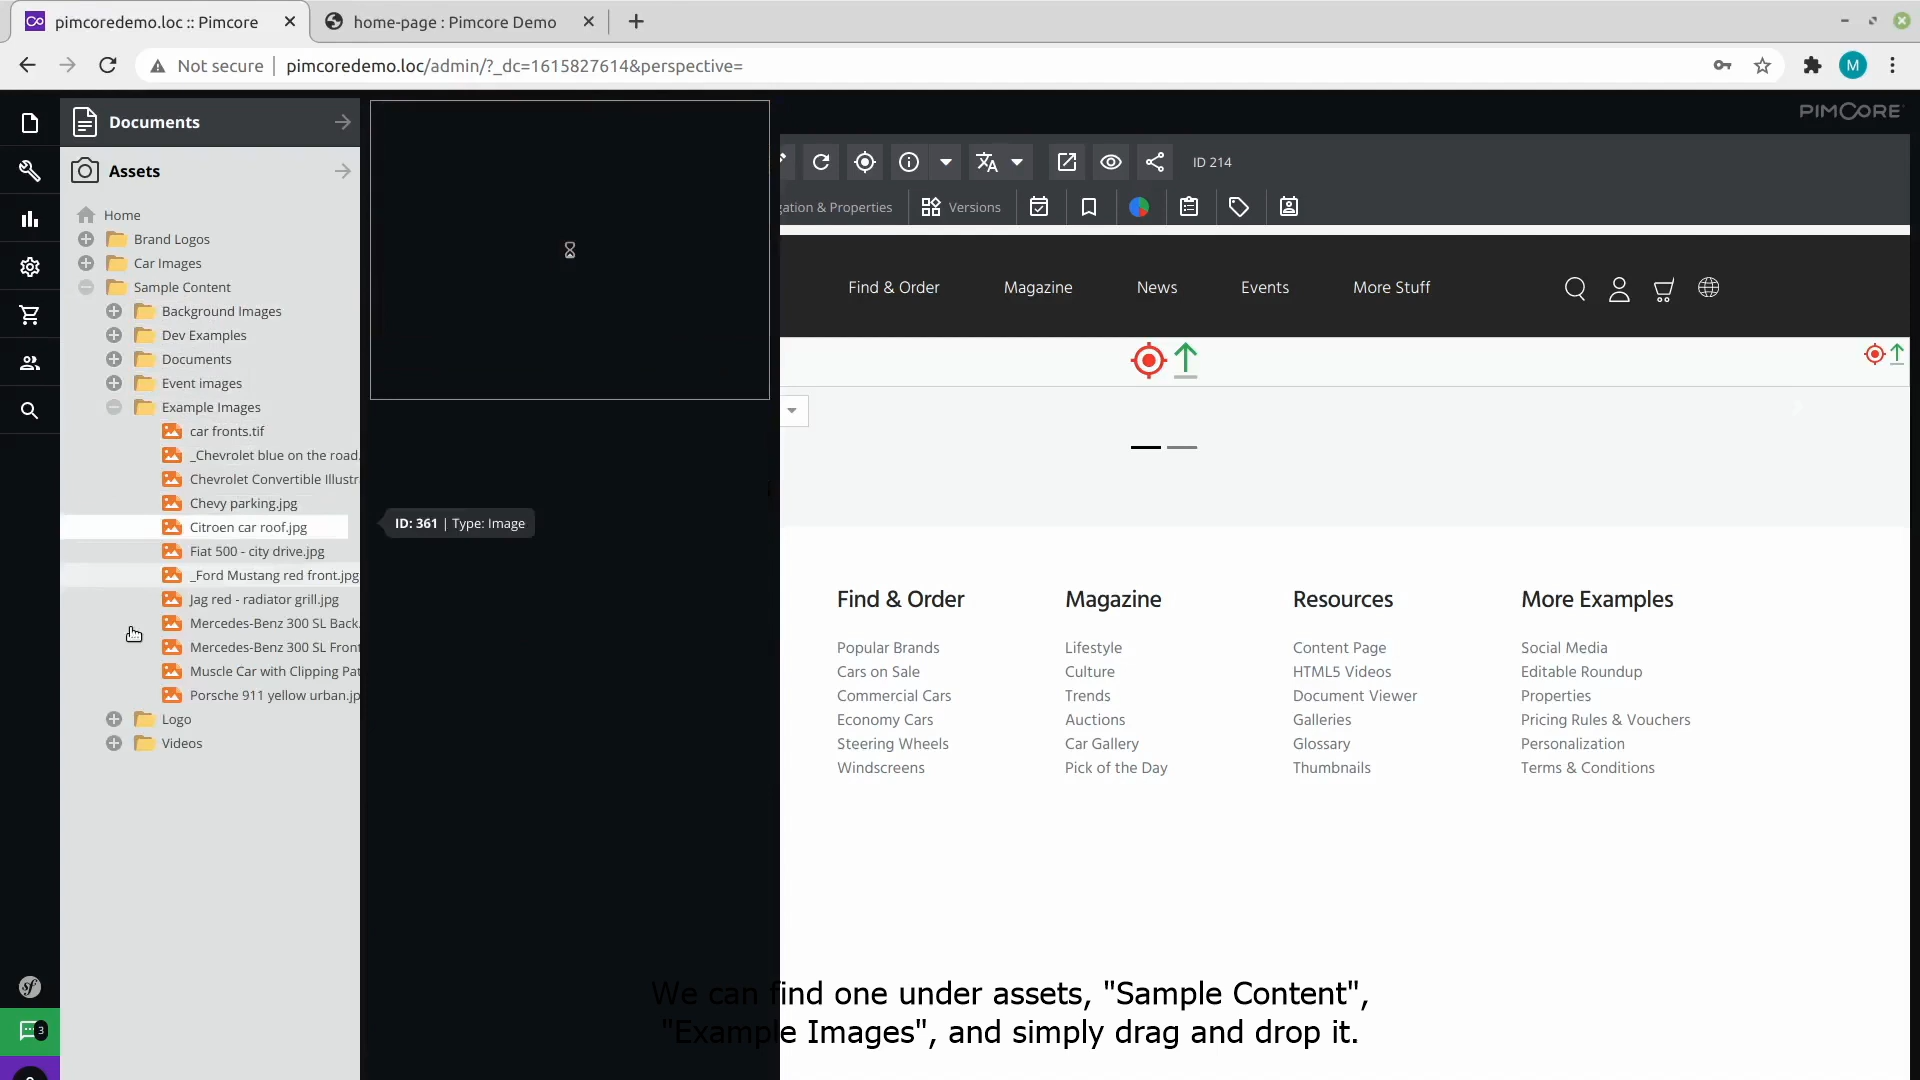 pimcoredemo.loc :: Pimcore
home-page : Pimcore Demo
Not secure
pimcoredemo.loc/admin/?_dc=1615827614&perspective=
M
PIMCORE
Documents
Assets
Home
Brand Logos
Car Images
Sample Content
Background Images
Dev Examples
Documents
Event images
Example Images
car fronts.tif
_Chevrolet blue on the road.
Chevrolet Convertible Illustr
Chevy parking.jpg
Citroen car roof.jpg
Fiat 500 - city drive.jpg
_Ford Mustang red front.jpg
Jag red - radiator grill.jpg
Mercedes-Benz 300 SL Back.
Mercedes-Benz 300 SL Front
Muscle Car with Clipping Pat
Porsche 911 yellow urban.jp
Logo
Videos
sf
3
ID: 361 | Type: Image
ID 214
gation & Properties
Versions
Find & Order
Magazine
News
Events
More Stuff
Find & Order
Popular Brands
Cars on Sale
Commercial Cars
Economy Cars
Steering Wheels
Windscreens
Magazine
Lifestyle
Culture
Trends
Auctions
Car Gallery
Pick of the Day
Resources
Content Page
HTML5 Videos
Document Viewer
Galleries
Glossary
Thumbnails
More Examples
Social Media
Editable Roundup
Properties
Pricing Rules & Vouchers
Personalization
Terms & Conditions
We can find one under assets, "Sample Content",
"Example Images", and simply drag and drop it.